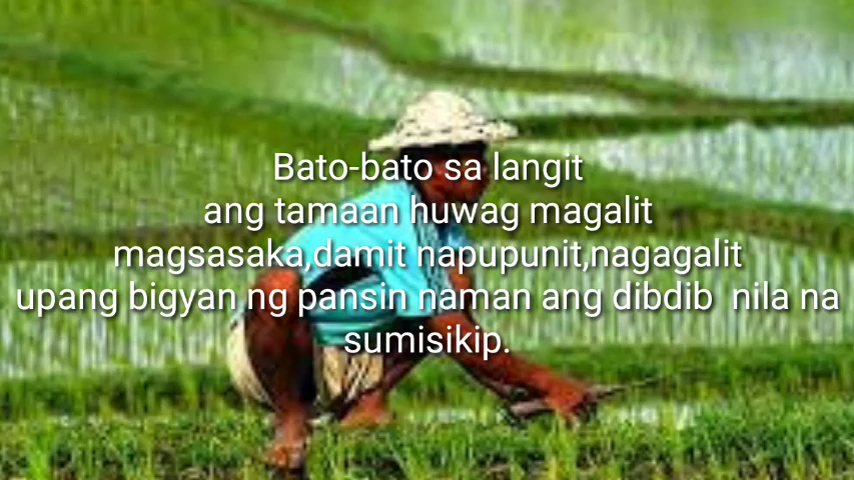 Bato-bato sa langit
ang tamaan huwag magalit
magsasaka,damit napupunit,nagagalit
upang bigyan ng pansin naman ang dibdib  nila na
sumisikip.